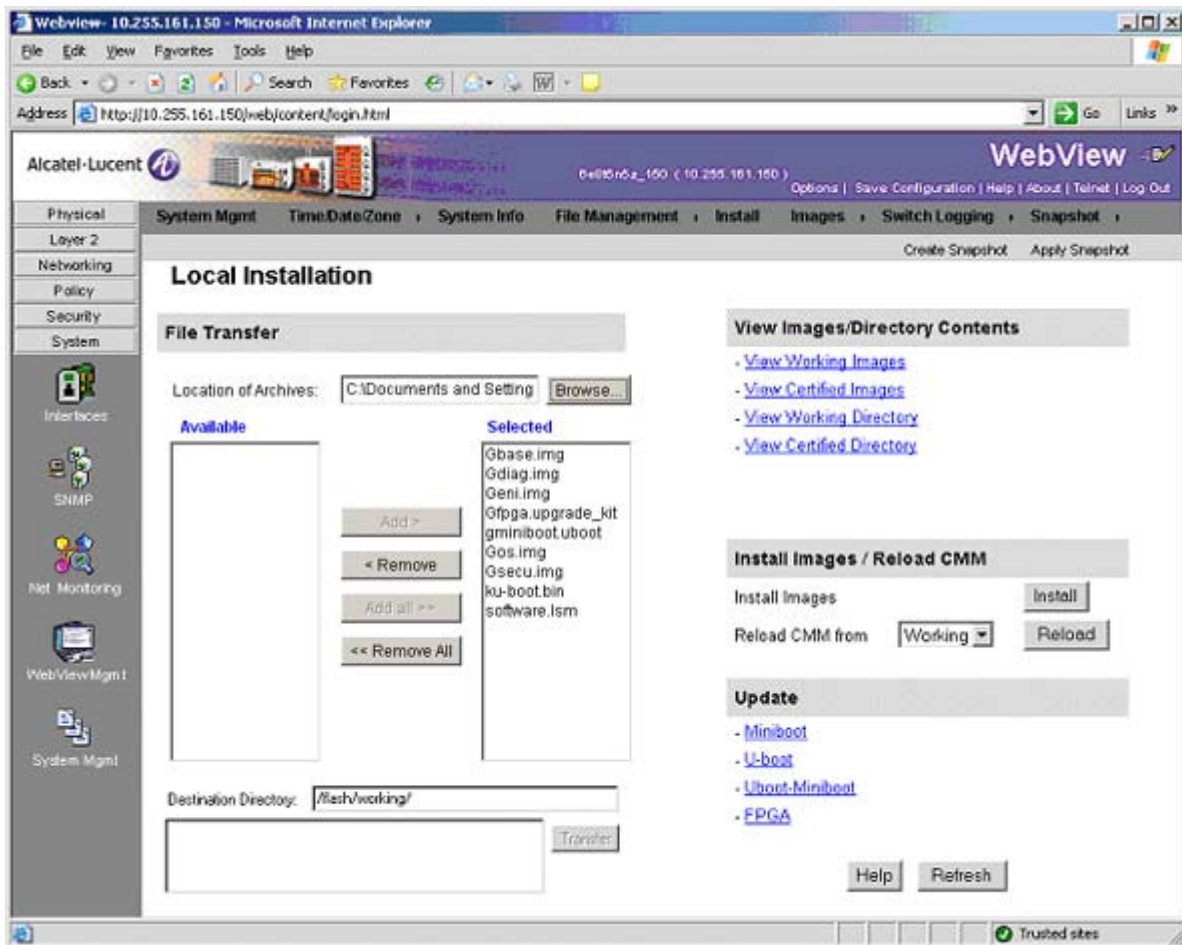 Webview- 10.255.161.150 - Microsoft Internet Explorer
File Edit View Favorites Tools Help
Back Search Favorites
Address http://10.255.161.150/web/content/login.html Go Links »
Alcatel·Lucent
WebView
(10.255.161.150)
Options | Save Configuration | Help | About | Telnet | Log Out
Physical
Layer 2
Networking
Policy
Security
System
System Mgmt Time/Date/Zone System Info File Management Install Images Switch Logging Snapshot
Create Snapshot Apply Snapshot
Interfaces
SNMP
Net Monitoring
WebViewMgmt
System Mgmt
Local Installation
File Transfer
Location of Archives: C:\Documents and Setting Browse...
Available
Selected
Gbase.img
Gdiag.img
Geni.img
Gfpga.upgrade_kit
gminiboot.uboot
Gos.img
Gsecu.img
ku-boot.bin
software.lsm
Add >
< Remove
Add all >>
<< Remove All
Destination Directory: /flash/working/
Transfer
View Images/Directory Contents
- View Working Images
- View Certified Images
- View Working Directory
- View Certified Directory
Install Images / Reload CMM
Install Images Install
Reload CMM from Working Reload
Update
- Miniboot
- U-boot
- Uboot-Miniboot
- FPGA
Help Refresh
Trusted sites